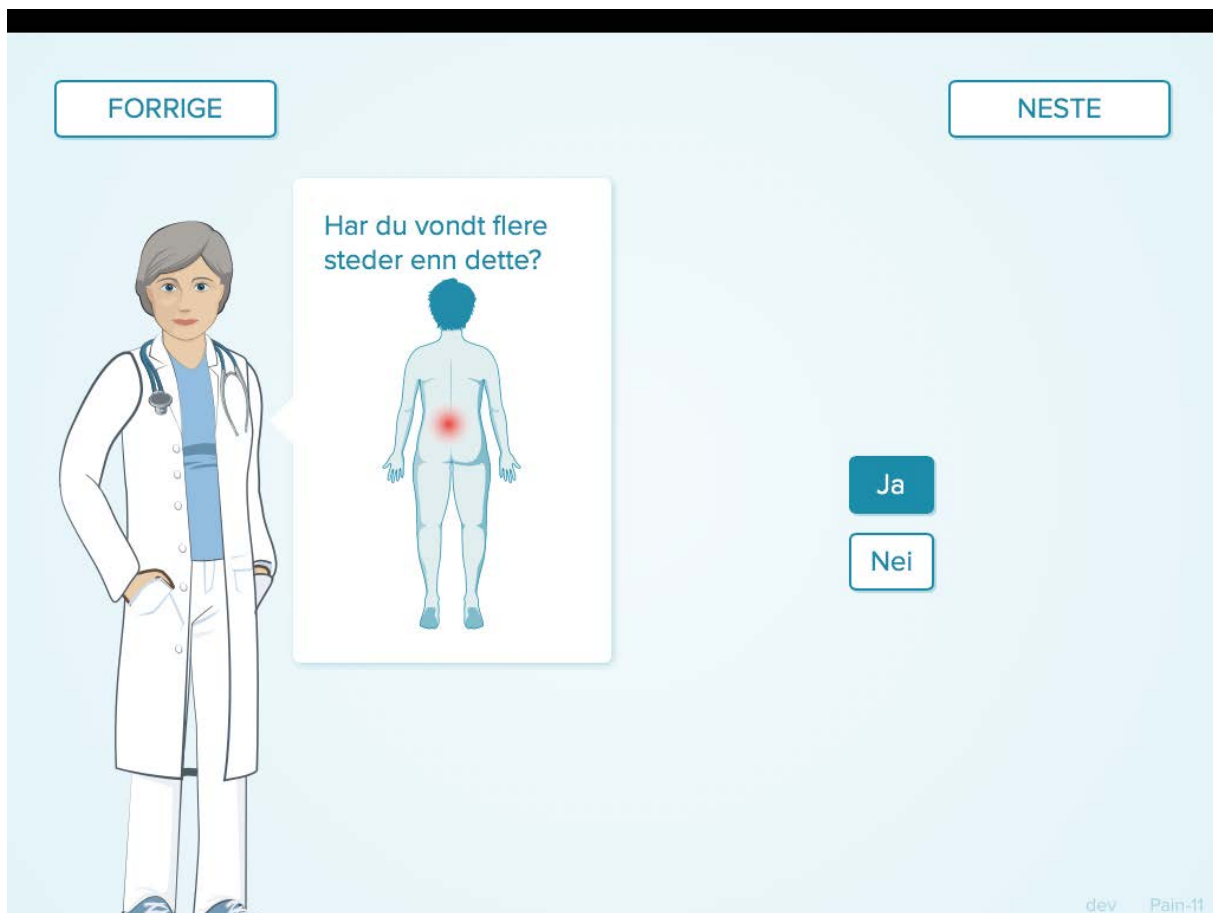 FORRIGE
NESTE
Har du vondt flere
steder enn dette?
Ja
Nei
dev Pain-11